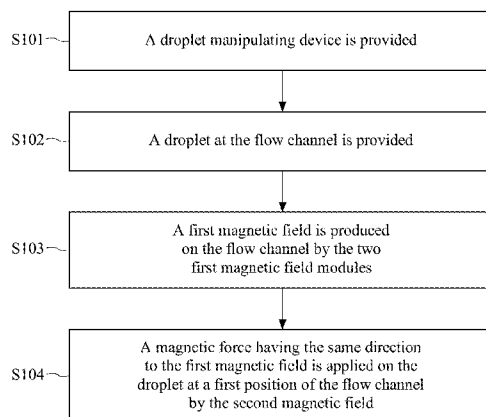 S101
A droplet manipulating device is provided
S102
A droplet at the flow channel is provided
S103
A first magnetic field is produced
on the flow channel by the two
first magnetic field modules
S104
A magnetic force having the same direction
to the first magnetic field is applied on the
droplet at a first position of the flow channel
by the second magnetic field